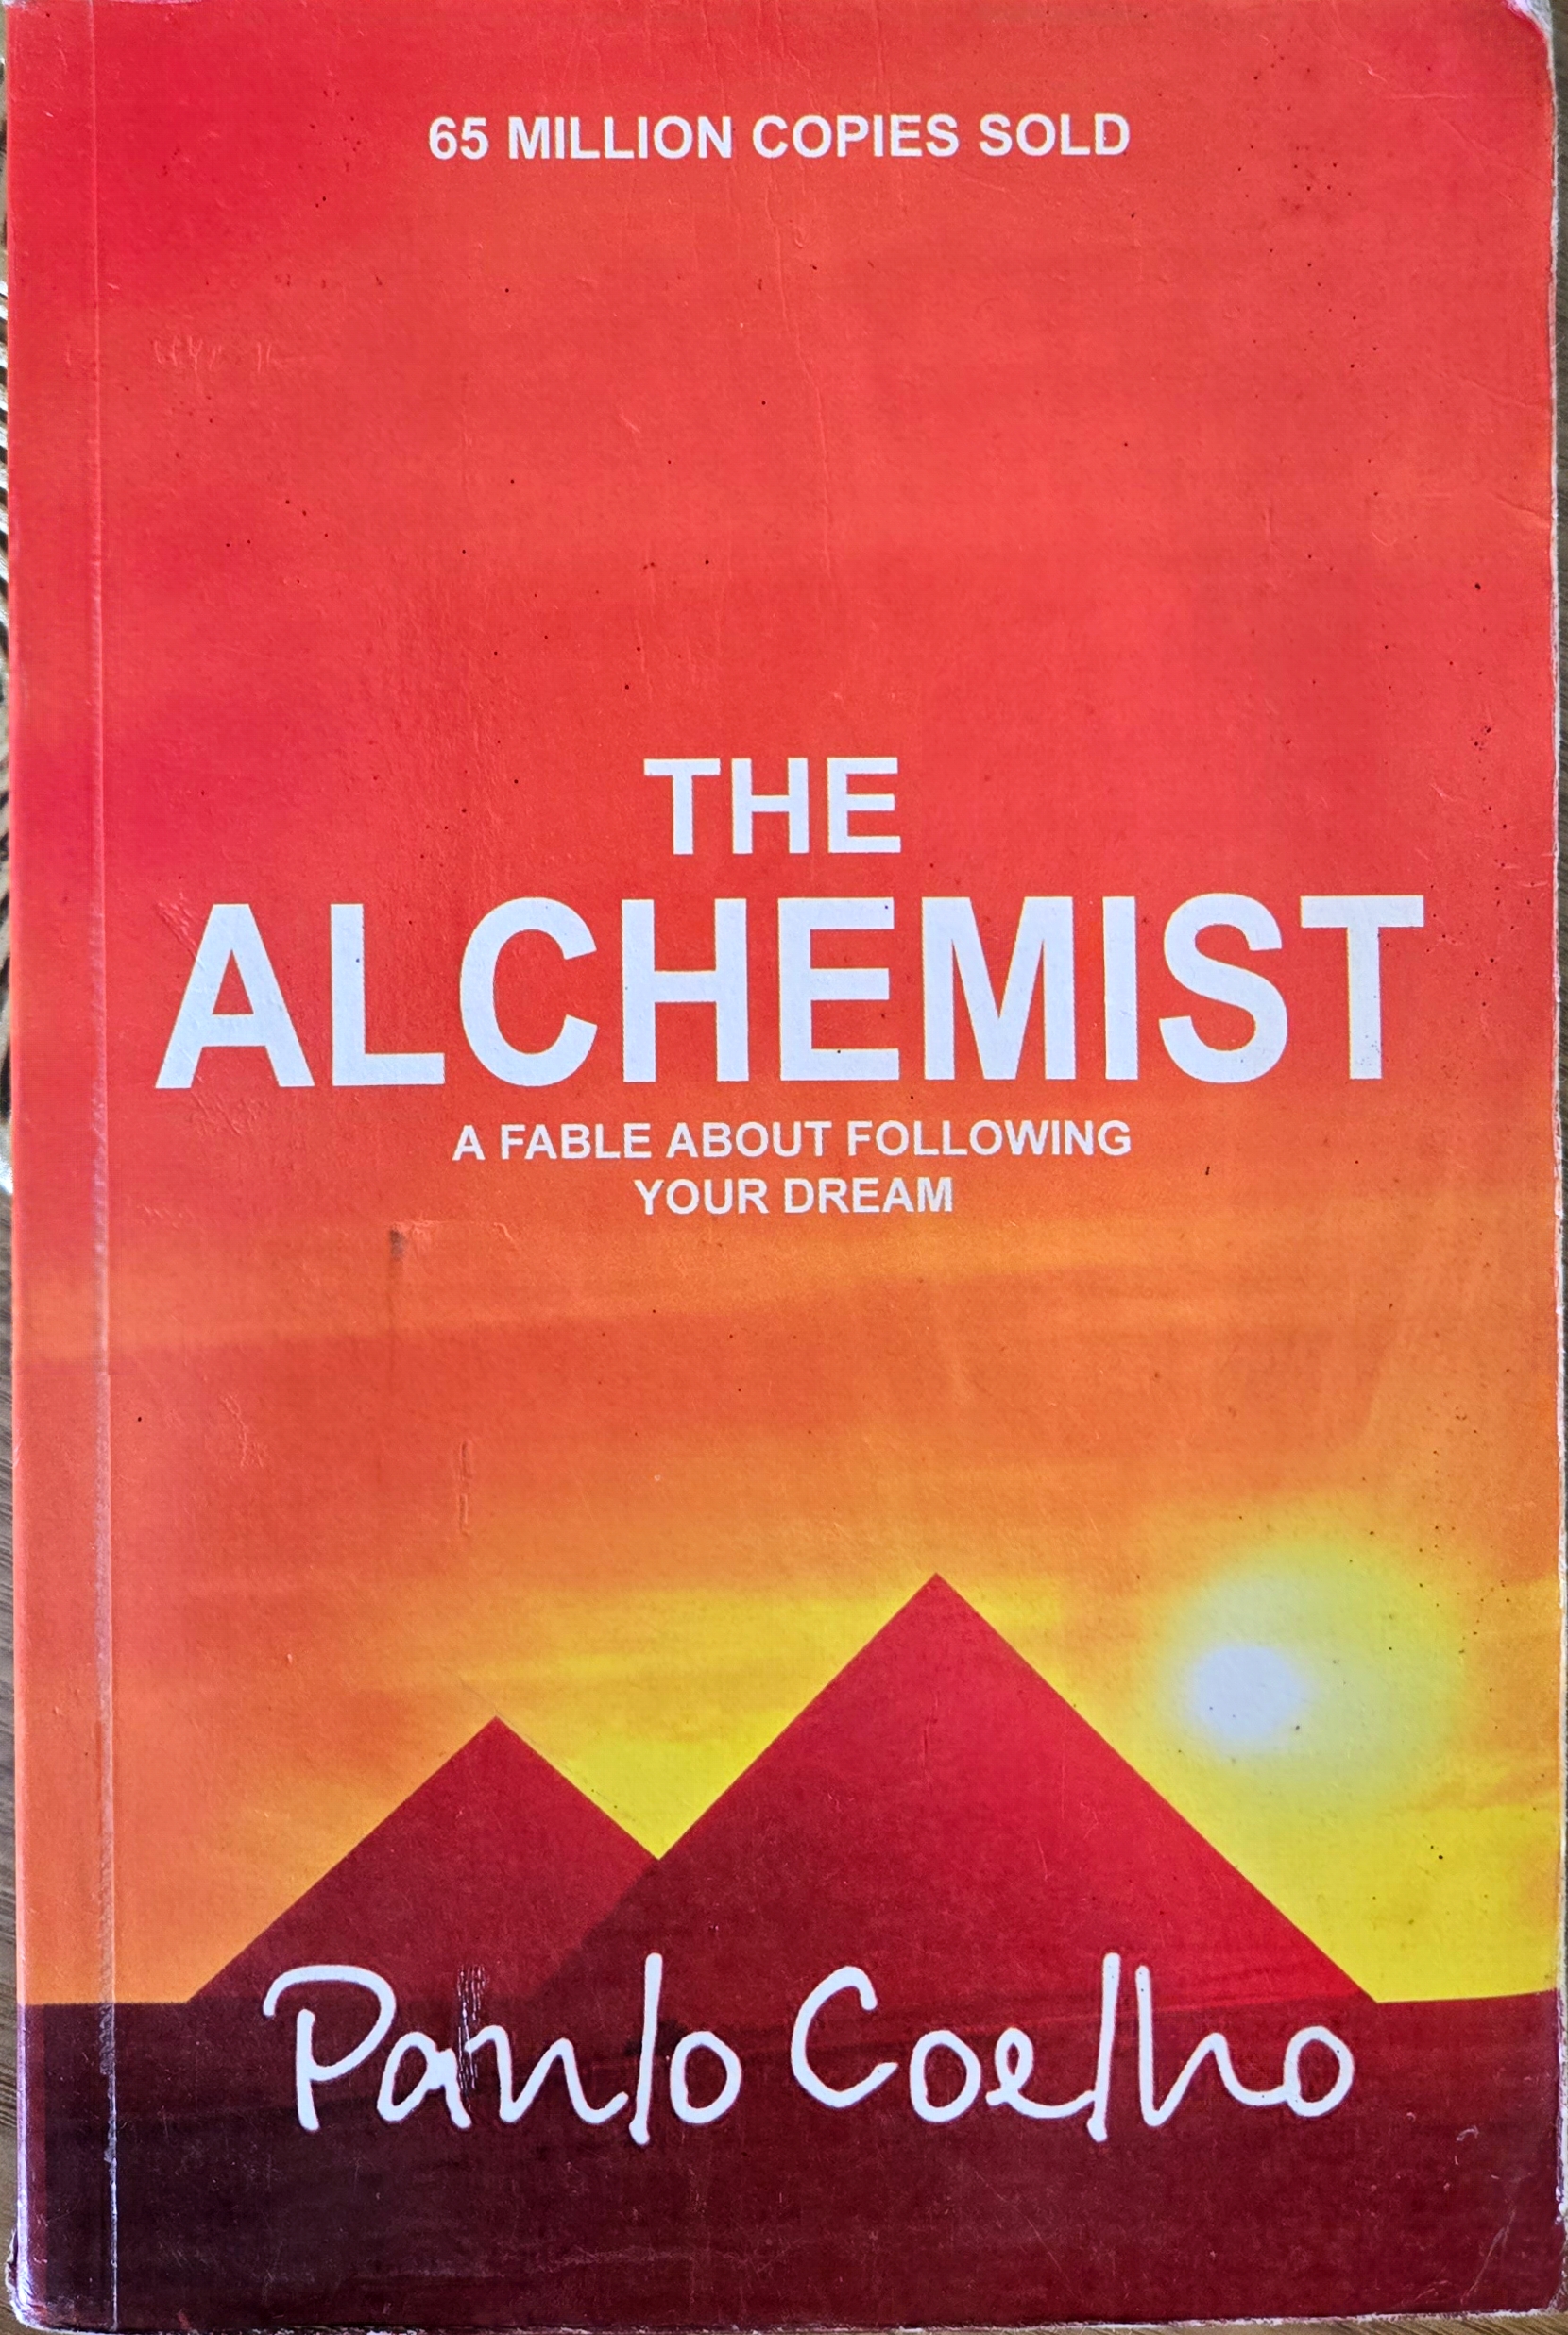 65 MILLION COPIES SOLD
THE
ALCHEMIST
A FABLE ABOUT FOLLOWING
YOUR DREAM
Paulo Coelho